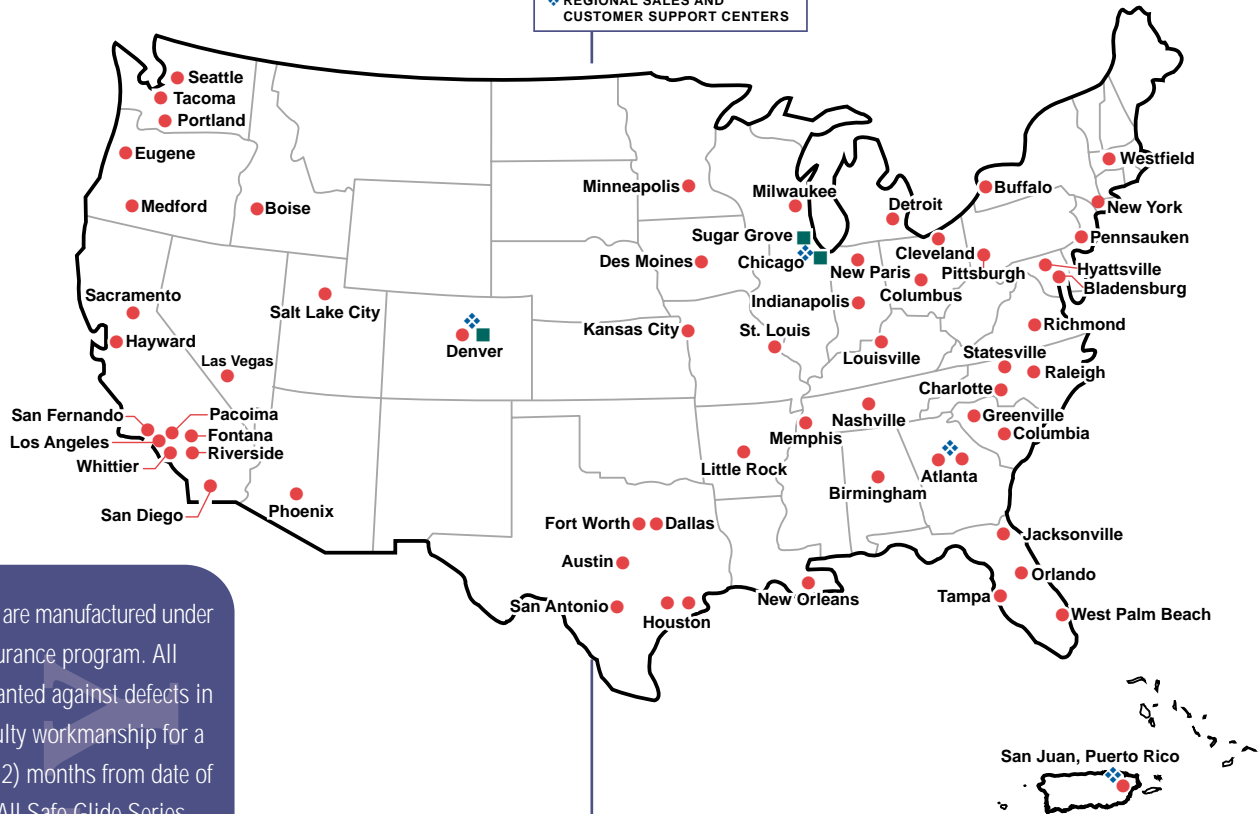 REGIONAL SALES AND
CUSTOMER SUPPORT CENTERS
Seattle
Tacoma
Portland
Eugene
Medford
Boise
Minneapolis
Milwaukee
Detroit
Buffalo
Westfield
New York
Pennsauken
Sugar Grove
Chicago
Des Moines
New Paris
Cleveland
Pittsburgh
Hyattsville
Bladensburg
Columbus
Indianapolis
Sacramento
Hayward
Salt Lake City
Las Vegas
Denver
Kansas City
St. Louis
Louisville
Richmond
Statesville
Raleigh
Charlotte
Greenville
Columbia
Nashville
Memphis
Little Rock
Birmingham
Atlanta
San Fernando
Pacoima
Los Angeles
Fontana
Whittier
Riverside
San Diego
Phoenix
Fort Worth
Dallas
Austin
San Antonio
Houston
New Orleans
Jacksonville
Orlando
Tampa
West Palm Beach
San Juan, Puerto Rico
are manufactured under
urance program. All
anted against defects in
ulty workmanship for a
2) months from date of
All Safe-Glide Series